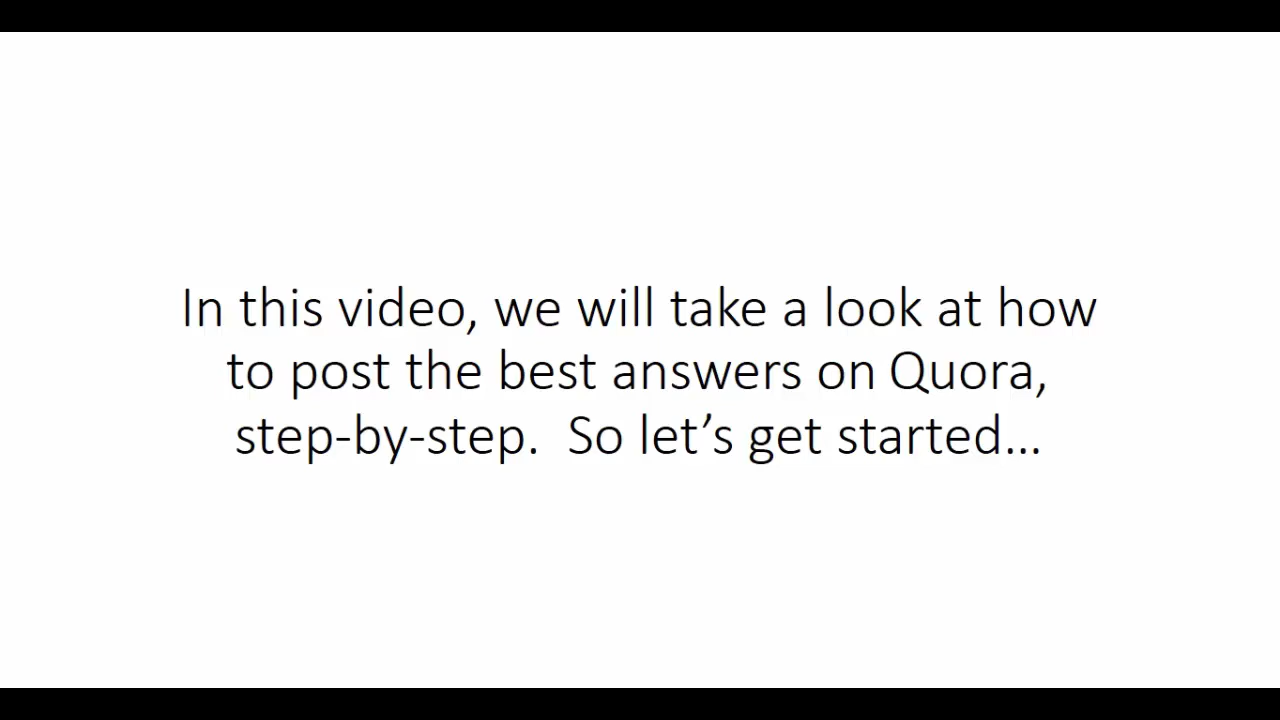 In this video, we will take a look at how
to post the best answers on Quora,
step-by-step.  So let’s get started…